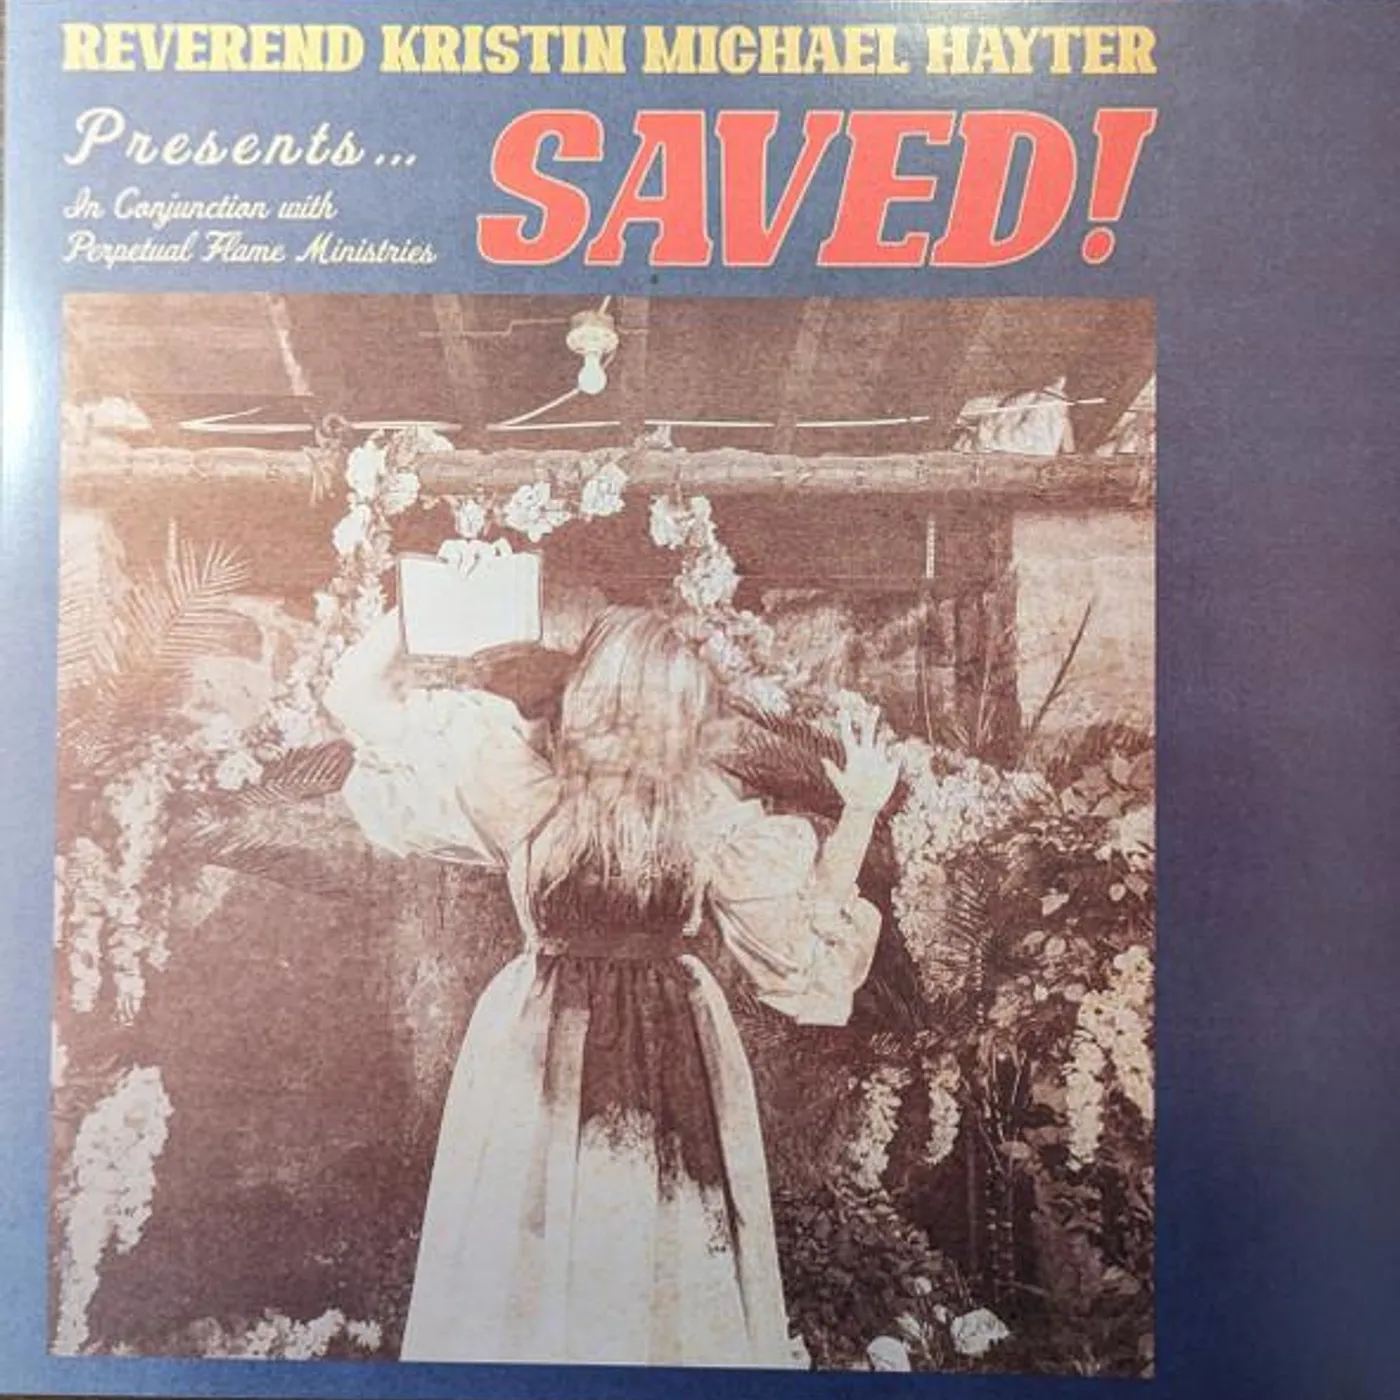 REVEREND KRISTIN MICHAEL HAYTER
Presents...
SAVED!
In Conjunction with
Perpetual Flame Ministries